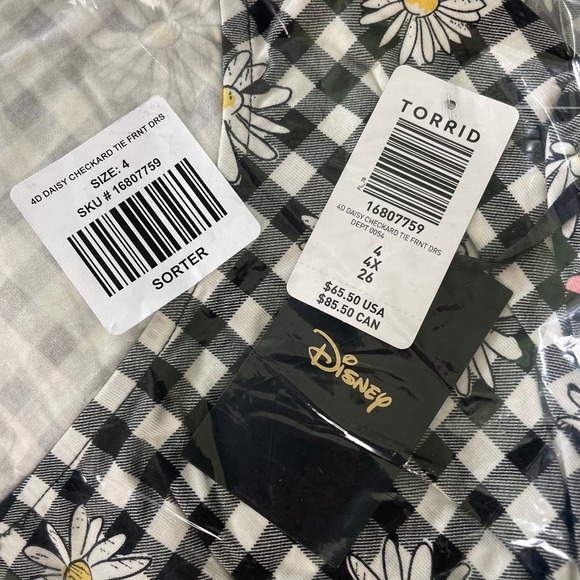 4D DAISY CHECKARD TIE FRNT DRS
SIZE: 4
SKU # 16807759
SORTER
TORRID
16807759
4D DAISY CHECKARD TIE FRNT DRS
DEPT 0054
4
4X
26
$65.50 USA
$85.50 CAN
Disney